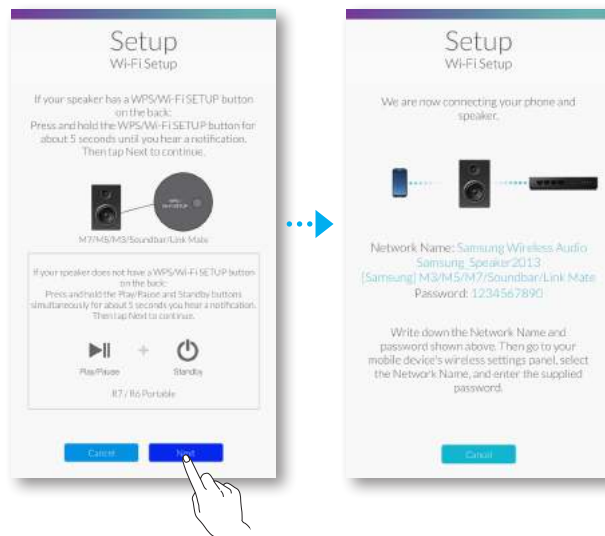 Setup
Wi-Fi Setup
If your speaker has a WPS/Wi-Fi SETUP button
on the back:
Press and hold the WPS/Wi-Fi SETUP button for
about 5 seconds until you hear a notification.
Then tap Next to continue.
WPS/
Wi-Fi SETUP
M7/M5/M3/Soundbar/Link Mate
If your speaker does not have a WPS/Wi-Fi SETUP button
on the back:
Press and hold the Play/Pause and Standby buttons
simultaneously for about 5 seconds you hear a notification.
Then tap Next to continue.
+
Play/Pause
Standby
R7 / R6 Portable
Cancel
Next
Setup
Wi-Fi Setup
We are now connecting your phone and
speaker.
Network Name: Samsung Wireless Audio
Samsung_Speaker2013
[Samsung] M3/M5/M7/Soundbar/Link Mate
Password: 1234567890
Write down the Network Name and
password shown above. Then go to your
mobile device's wireless settings panel, select
the Network Name, and enter the supplied
password.
Cancel